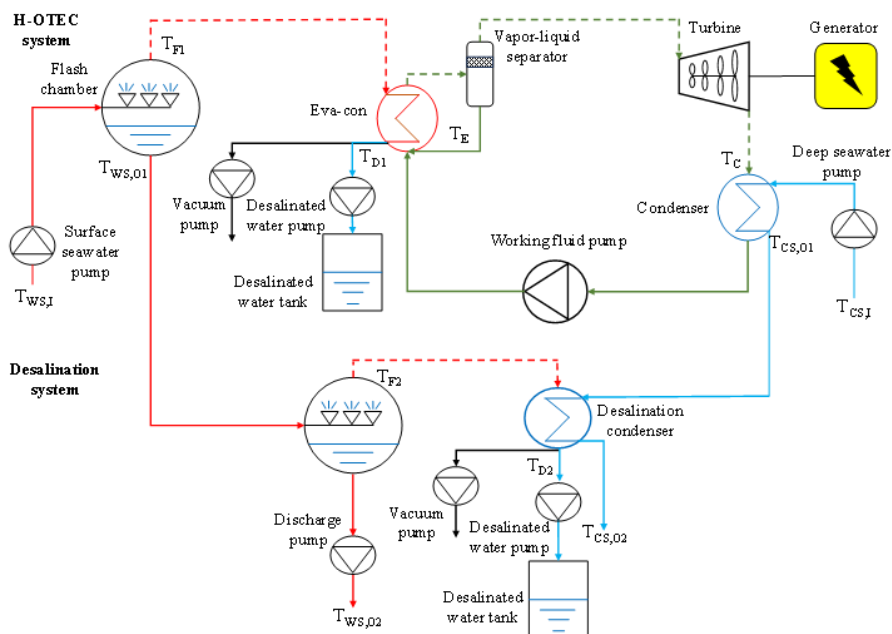 H-OTEC
system
T_F1
Flash
chamber
Vapor-liquid
separator
Turbine
Generator
Eva-con
T_E
T_D1
T_WS,O1
T_C
Deep seawater
pump
Condenser
T_CS,O1
Vacuum
pump
Desalinated
water pump
Surface
seawater
pump
Working fluid pump
Desalinated
water tank
T_WS,I
T_CS,I
Desalination
system
T_F2
Desalination
condenser
T_D2
Discharge
pump
Vacuum
pump
Desalinated
water pump
T_CS,O2
T_WS,O2
Desalinated
water tank